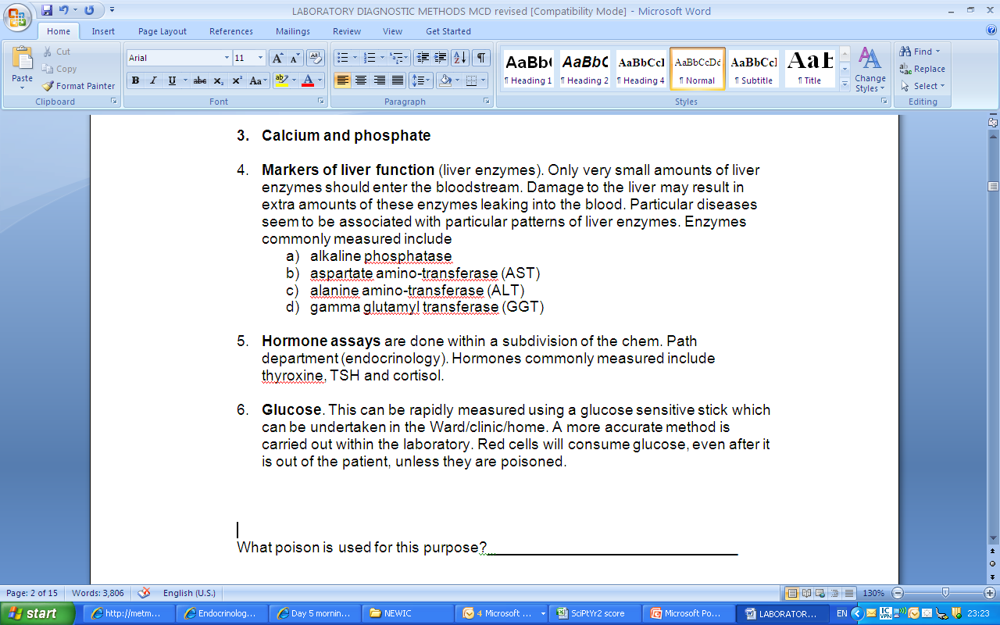 LABORATORY DIAGNOSTIC METHODS MCD revised [Compatibility Mode] - Microsoft Word
Home Insert Page Layout References Mailings Review View Get Started
Paste
Cut
Copy
Format Painter
Clipboard
Arial 11
Font
Paragraph
AaBb( AaBbC AaBbCcI AaBbCcDc AaBbCcl AaB
¶ Heading 1 ¶ Heading 2 ¶ Heading 4 ¶ Normal ¶ Subtitle ¶ Title
Change Styles
Styles
Find
Replace
Select
Editing
3. Calcium and phosphate
4. Markers of liver function (liver enzymes). Only very small amounts of liver
enzymes should enter the bloodstream. Damage to the liver may result in
extra amounts of these enzymes leaking into the blood. Particular diseases
seem to be associated with particular patterns of liver enzymes. Enzymes
commonly measured include
a) alkaline phosphatase
b) aspartate amino-transferase (AST)
c) alanine amino-transferase (ALT)
d) gamma glutamyl transferase (GGT)
5. Hormone assays are done within a subdivision of the chem. Path
department (endocrinology). Hormones commonly measured include
thyroxine, TSH and cortisol.
6. Glucose. This can be rapidly measured using a glucose sensitive stick which
can be undertaken in the Ward/clinic/home. A more accurate method is
carried out within the laboratory. Red cells will consume glucose, even after it
is out of the patient, unless they are poisoned.
What poison is used for this purpose?
Page: 2 of 15 Words: 3,806 English (U.S.) 130%
start http://metm... Endocrinolog... Day 5 mornin... NEWIC 4 Microsoft ... SciPtYr2 score Microsoft Po... LABORATOR... EN 23:23